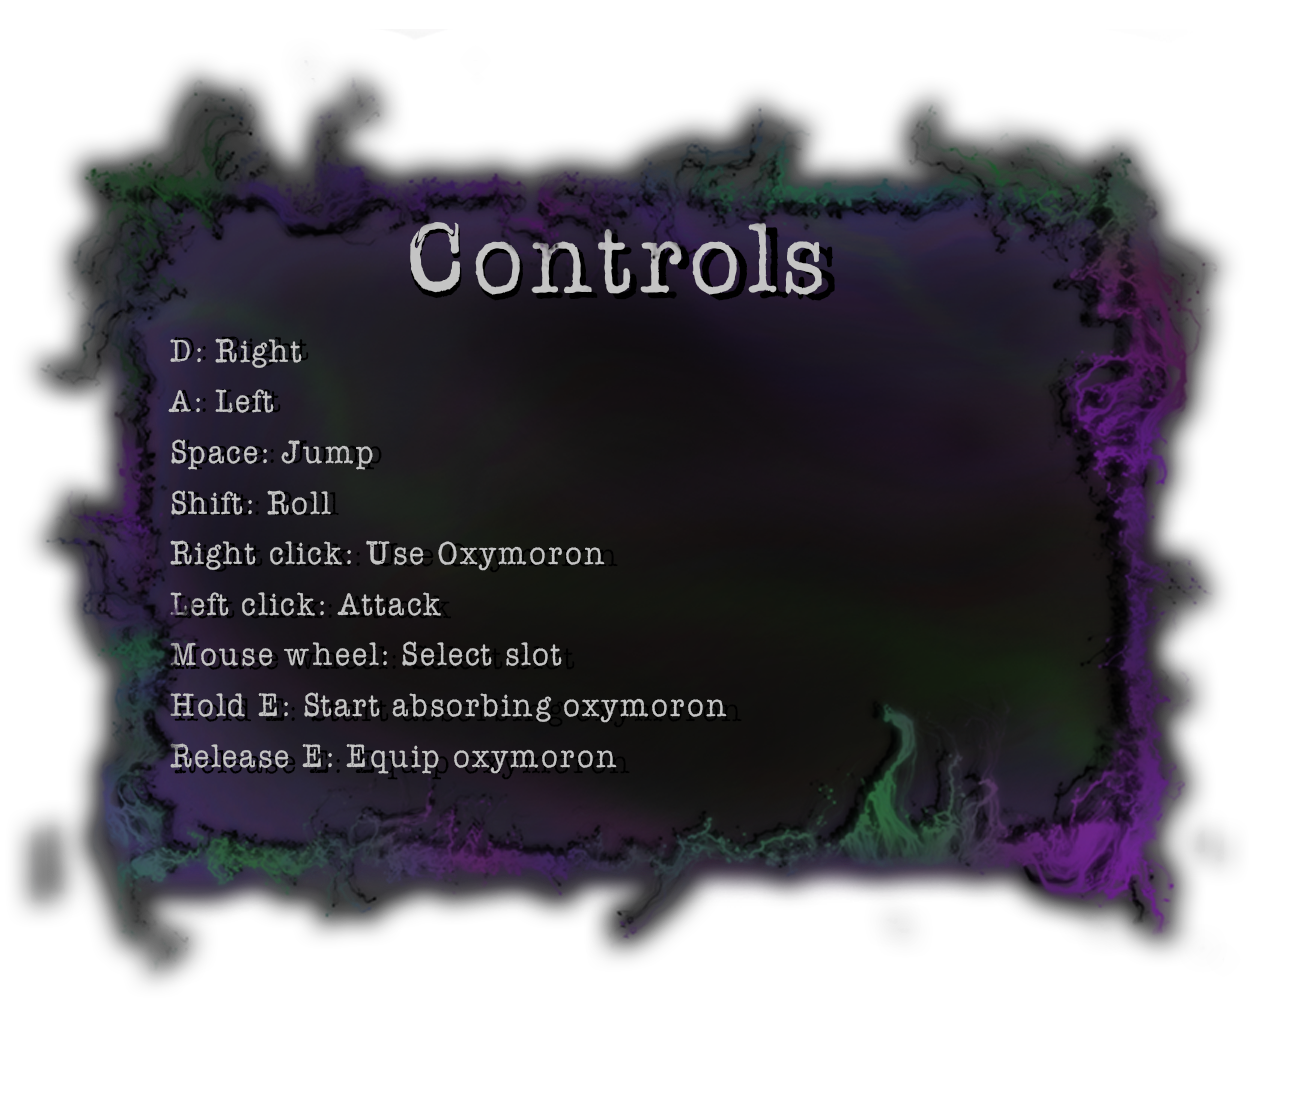 Controls
D: Right
A: Left
Space: Jump
Shift: Roll
Right click: Use Oxymoron
Left click: Attack
Mouse wheel: Select slot
Hold E: Start absorbing oxymoron
Release E: Equip oxymoron